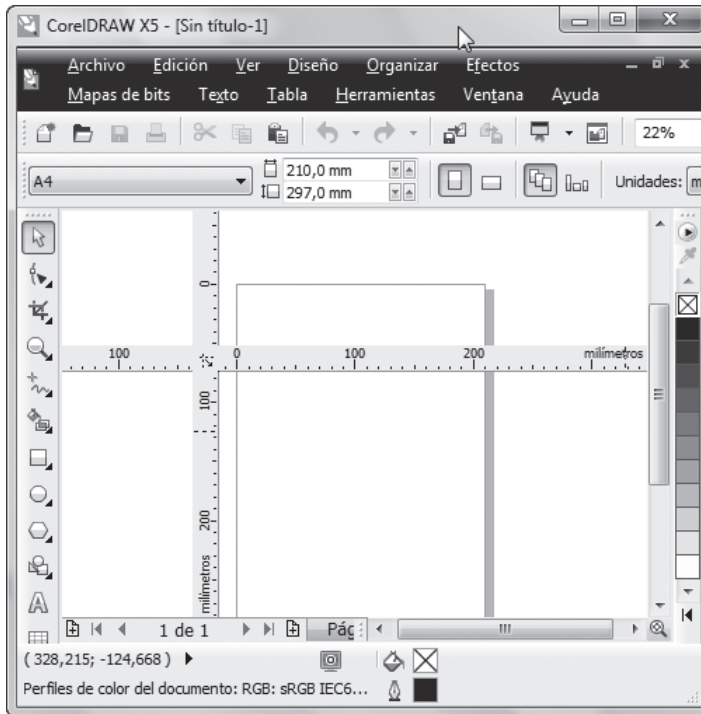 CorelDRAW X5 - [Sin título-1]
Archivo Edición Ver Diseño Organizar Efectos
Mapas de bits Texto Tabla Herramientas Ventana Ayuda
22%
A4 210,0 mm
297,0 mm
Unidades: m
0
100 0 100 200 milímetros
100
200
milímetros
1 de 1 Pág
( 328,215; -124,668 )
Perfiles de color del documento: RGB: sRGB IEC6...